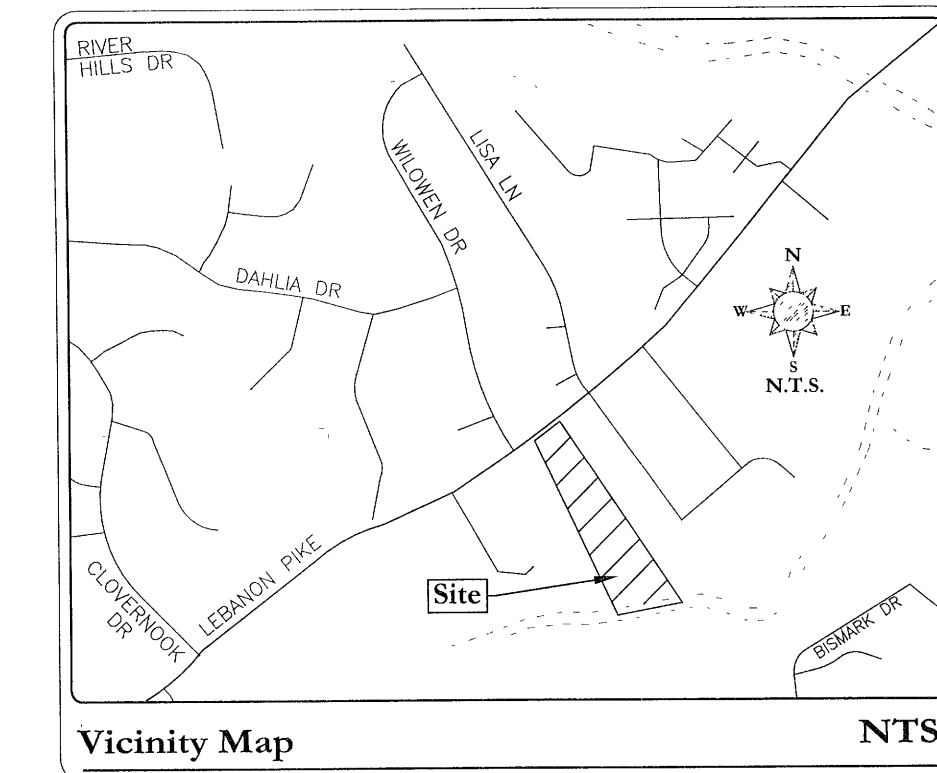 RIVER
HILLS DR
LISA LN
WILOWEN DR
DAHLIA DR
N
W
E
S
N.T.S.
CLOVERNOOK
DR
LEBANON PIKE
Site
BISMARK DR
Vicinity Map
NTS